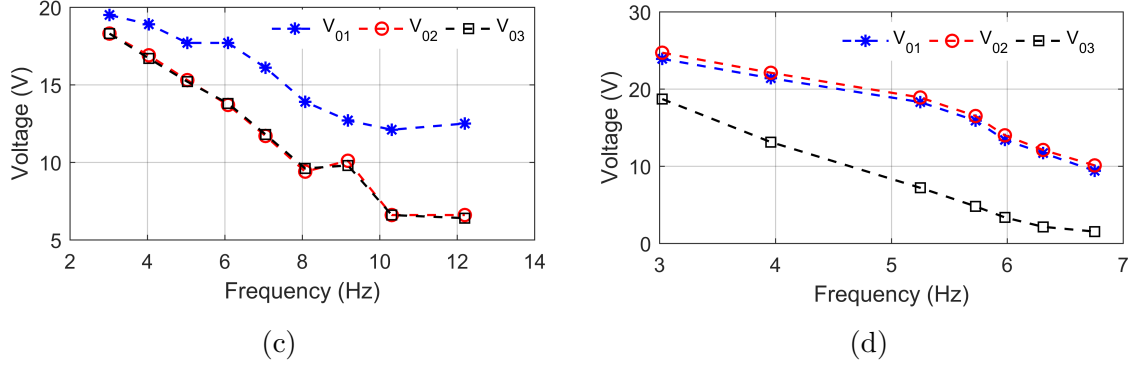 20
15
10
5
2 4 6 8 10 12 14
Voltage (V)
Frequency (Hz)
V01 V02 V03
(c)
30
20
10
0
3 4 5 6 7
Voltage (V)
Frequency (Hz)
V01 V02 V03
(d)